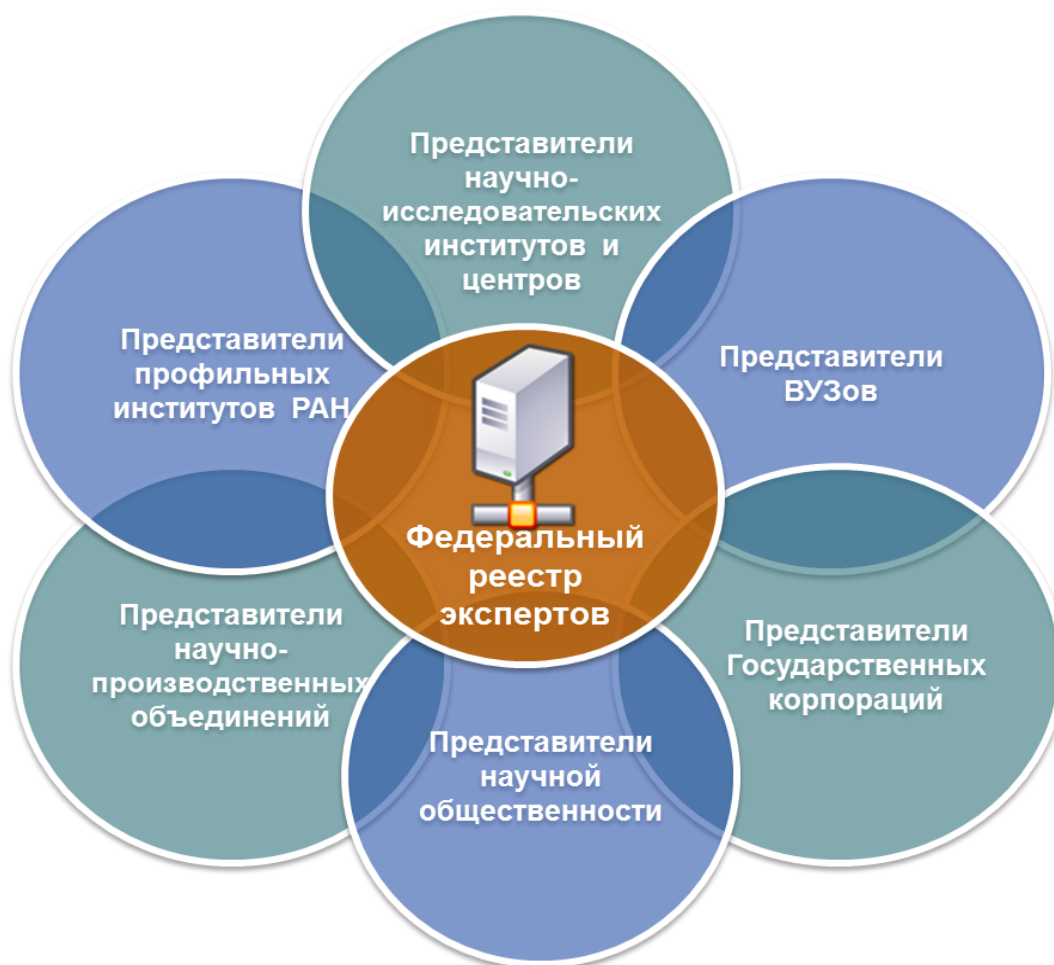 Представители
научно-
исследовательских
институтов и
центров
Представители
профильных
институтов РАН
Представители
ВУЗов
Федеральный
реестр
экспертов
Представители
научно-
производственных
объединений
Представители
Государственных
корпораций
Представители
научной
общественности